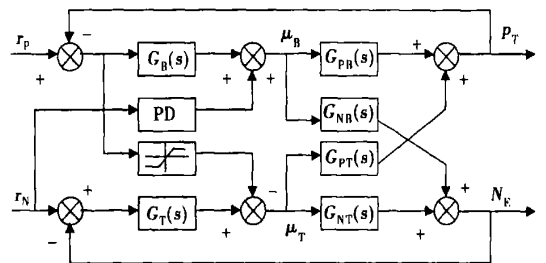 r_P − G_B(s) μ_B G_PB(s) + P_T
+ + + +
PD G_NB(s)
G_PT(s)
r_N + G_T(s) − μ_T G_NT(s) + N_E
− + +